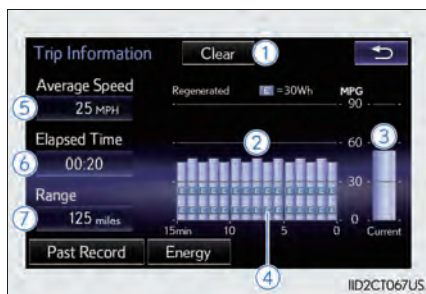 Trip Information
Clear
1
Average Speed
Regenerated E =30Wh MPG
5
25 MPH
90
Elapsed Time
2
60
3
6
00:20
Range
30
7
125 miles
0
15min 10 5 0 Current
Past Record
Energy
4
IID2CT067US